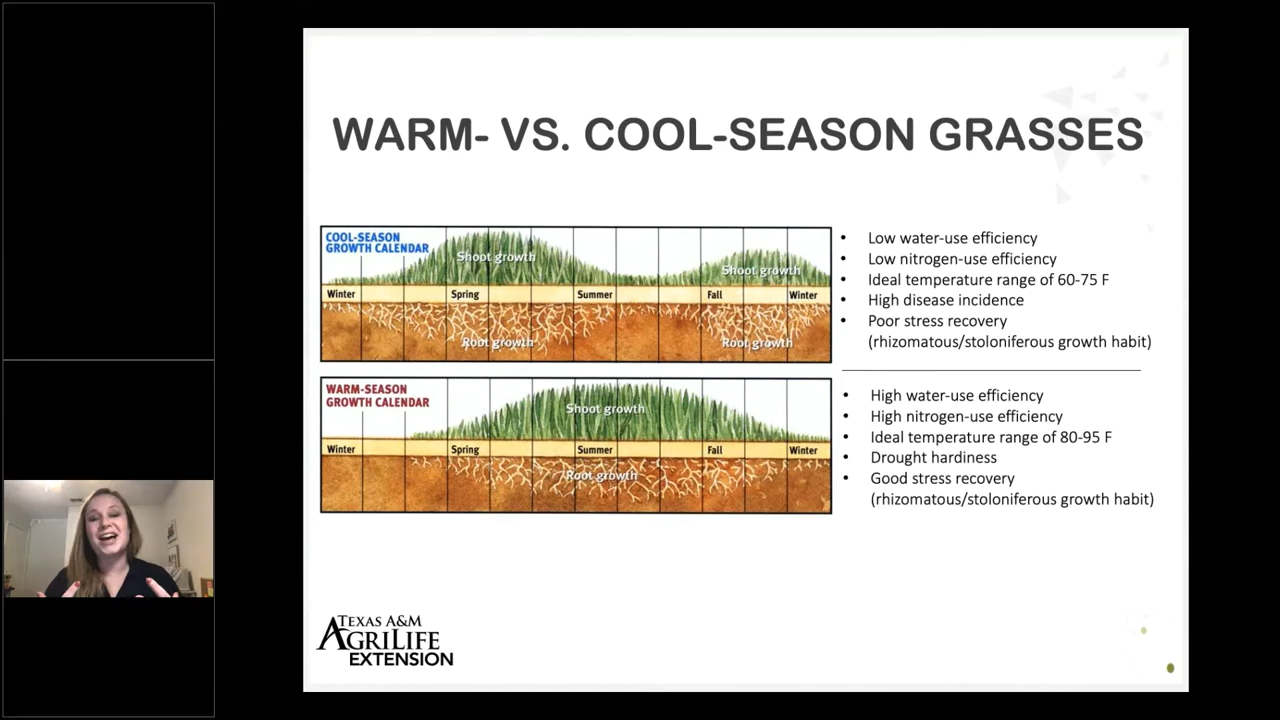 WARM- VS. COOL-SEASON GRASSES
COOL-SEASON
GROWTH CALENDAR
Shoot growth
Shoot growth
Winter
Spring
Summer
Fall
Winter
Root growth
Root growth
• Low water-use efficiency
• Low nitrogen-use efficiency
• Ideal temperature range of 60-75 F
• High disease incidence
• Poor stress recovery
(rhizomatous/stoloniferous growth habit)
WARM-SEASON
GROWTH CALENDAR
Shoot growth
Winter
Spring
Summer
Fall
Winter
Root growth
• High water-use efficiency
• High nitrogen-use efficiency
• Ideal temperature range of 80-95 F
• Drought hardiness
• Good stress recovery
(rhizomatous/stoloniferous growth habit)
TEXAS A&M
AGRILIFE
EXTENSION